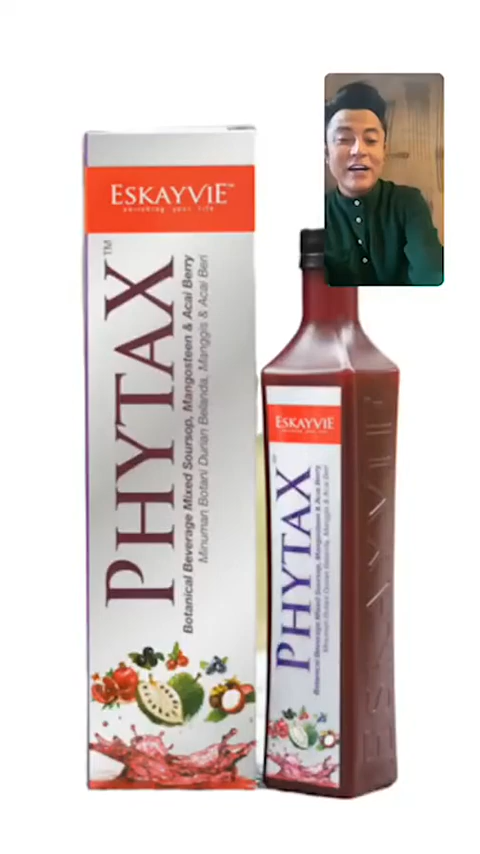 ESKAYVIE™
enriching your life
PHYTAX™
Botanical Beverage Mixed Soursop, Mangosteen & Acai Berry
Minuman Botani Durian Belanda, Manggis & Acai Beri
ESKAYVIE
PHYTAX™
Botanical Beverage Mixed Soursop, Mangosteen & Acai Berry
Minuman Botani Durian Belanda, Manggis & Acai Beri
ESKAYVIE